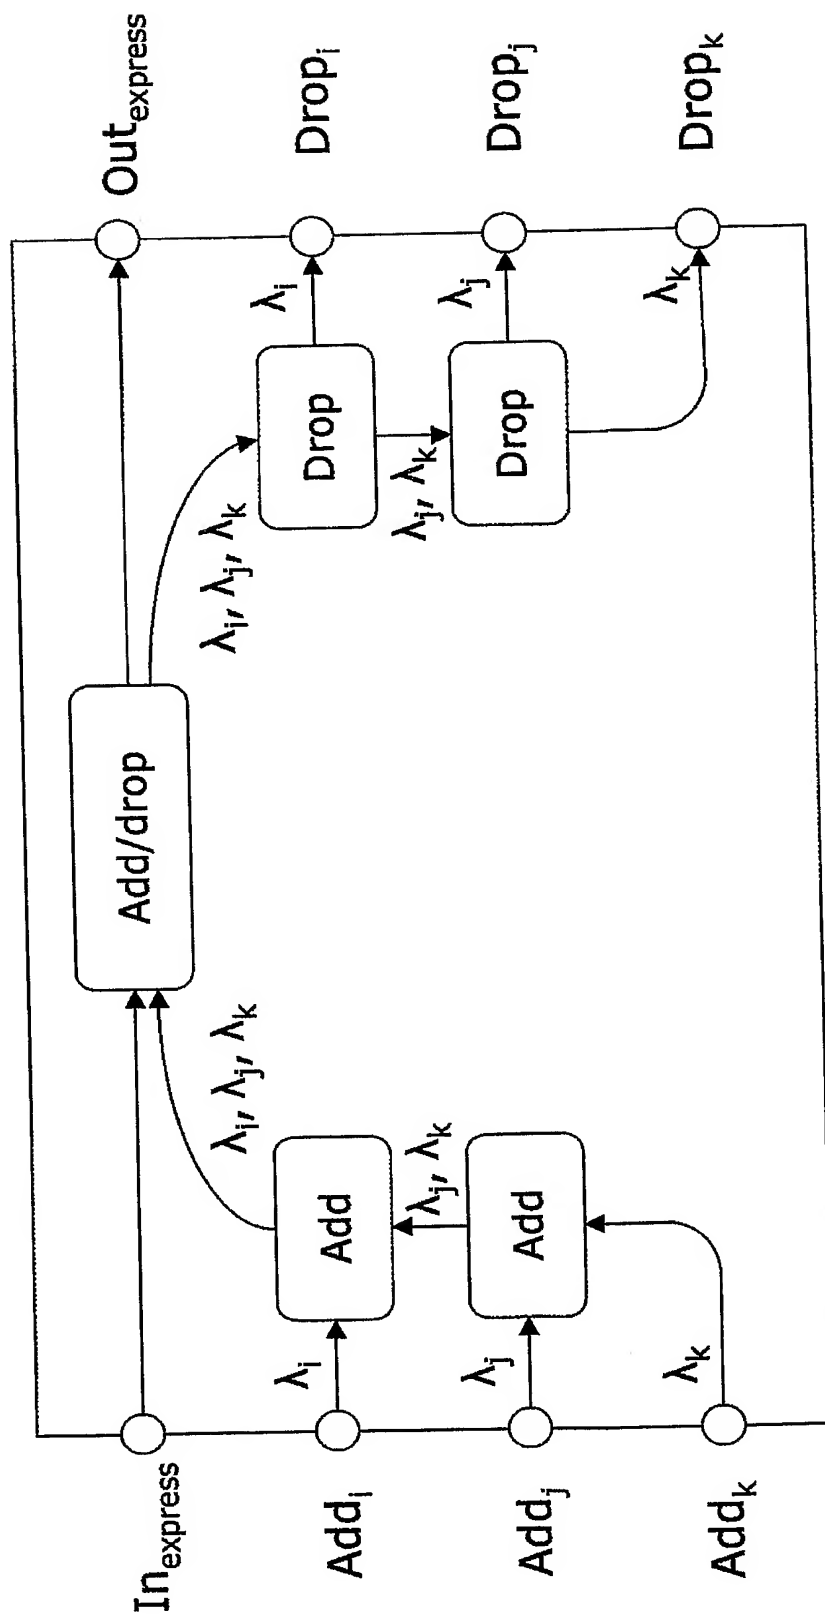 In_express
Out_express
Add/drop
λ_i, λ_j, λ_k
λ_i, λ_j, λ_k
Add_i
λ_i
Add
Drop
λ_i
Drop_i
λ_j, λ_k
λ_j, λ_k
Add_j
λ_j
Add
Drop
λ_j
Drop_j
Add_k
λ_k
λ_k
Drop_k